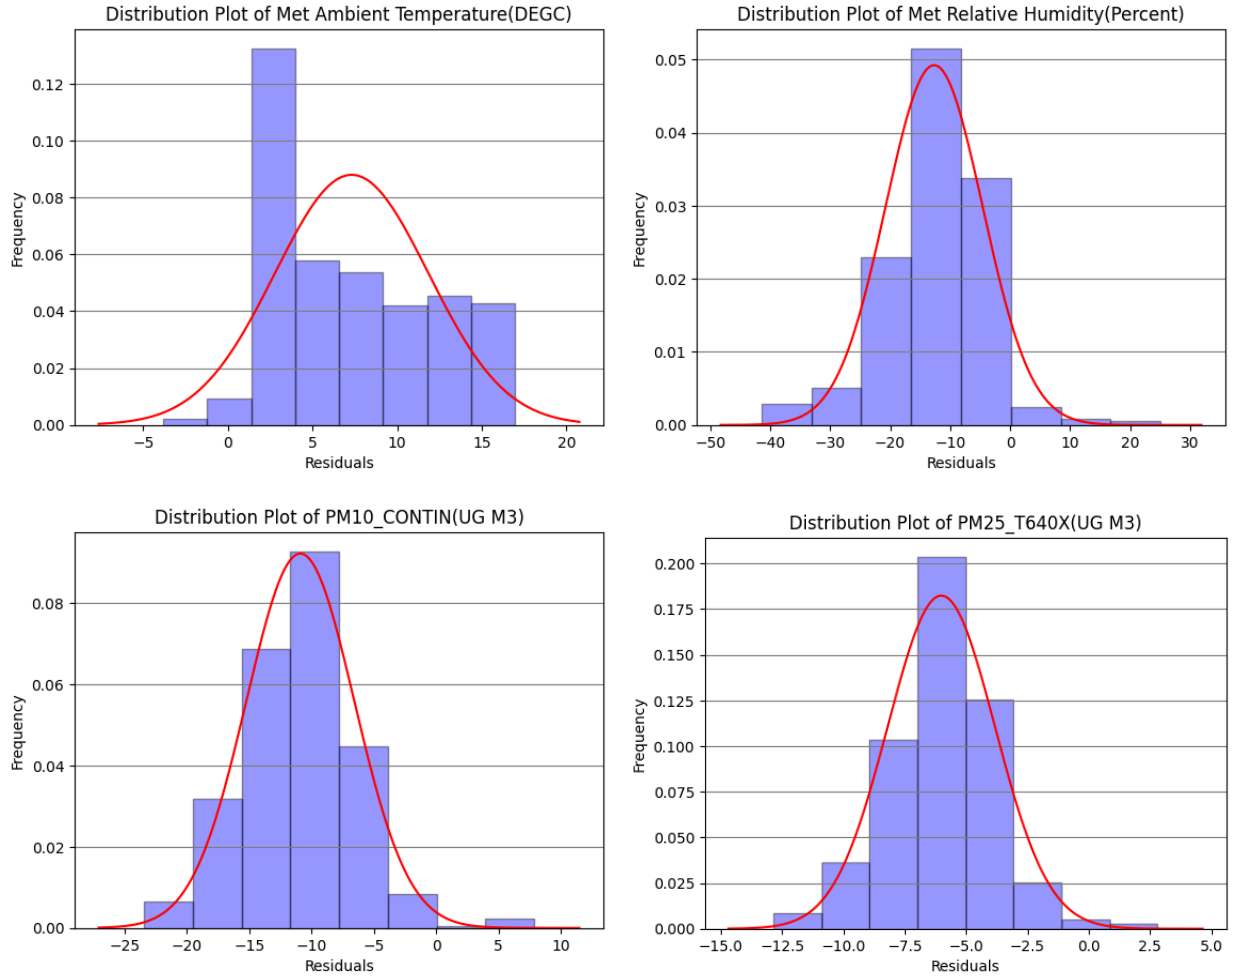 Distribution Plot of Met Ambient Temperature(DEGC)
0.12
0.10
0.08
0.06
0.04
0.02
0.00
Frequency
−5 0 5 10 15 20
Residuals
Distribution Plot of Met Relative Humidity(Percent)
0.05
0.04
0.03
0.02
0.01
0.00
Frequency
−50 −40 −30 −20 −10 0 10 20 30
Residuals
Distribution Plot of PM10_CONTIN(UG M3)
0.08
0.06
0.04
0.02
0.00
Frequency
−25 −20 −15 −10 −5 0 5 10
Residuals
Distribution Plot of PM25_T640X(UG M3)
0.200
0.175
0.150
0.125
0.100
0.075
0.050
0.025
0.000
Frequency
−15.0 −12.5 −10.0 −7.5 −5.0 −2.5 0.0 2.5 5.0
Residuals